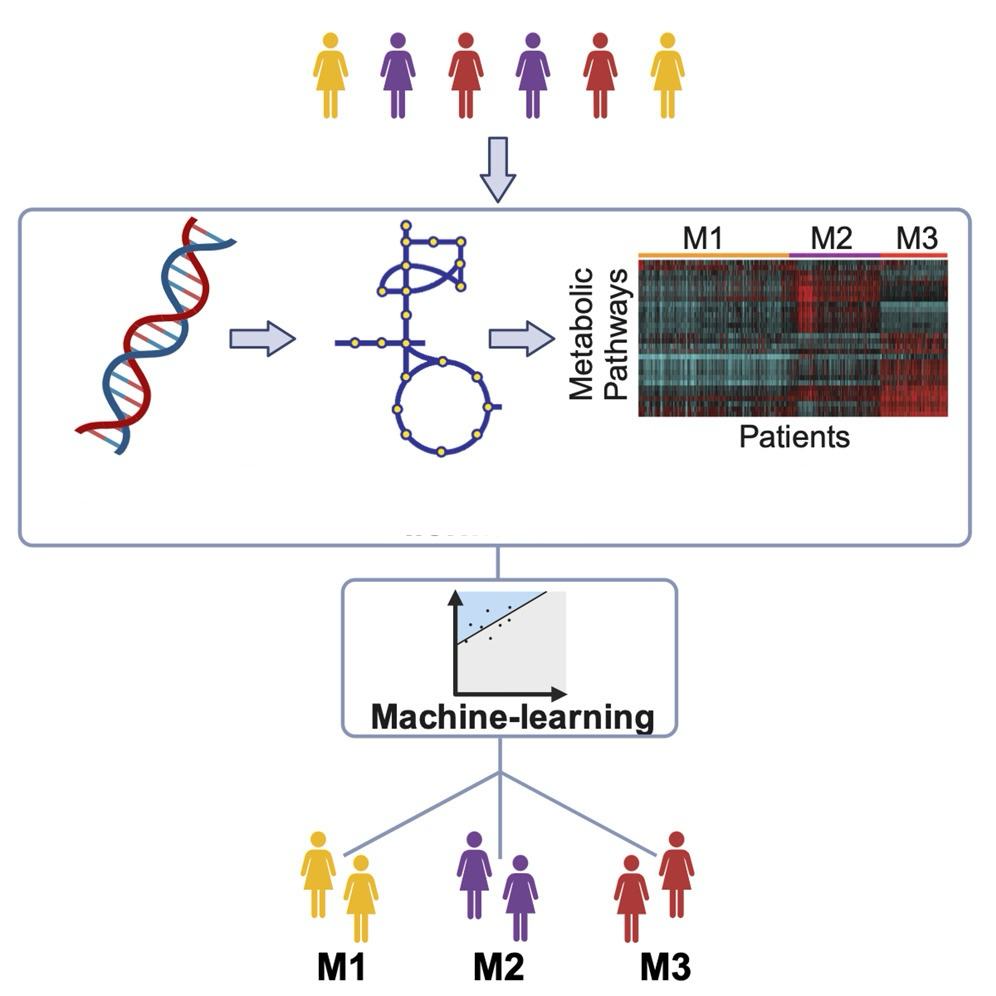 M1 M2 M3
Metabolic
Pathways
Patients
Machine-learning
M1 M2 M3